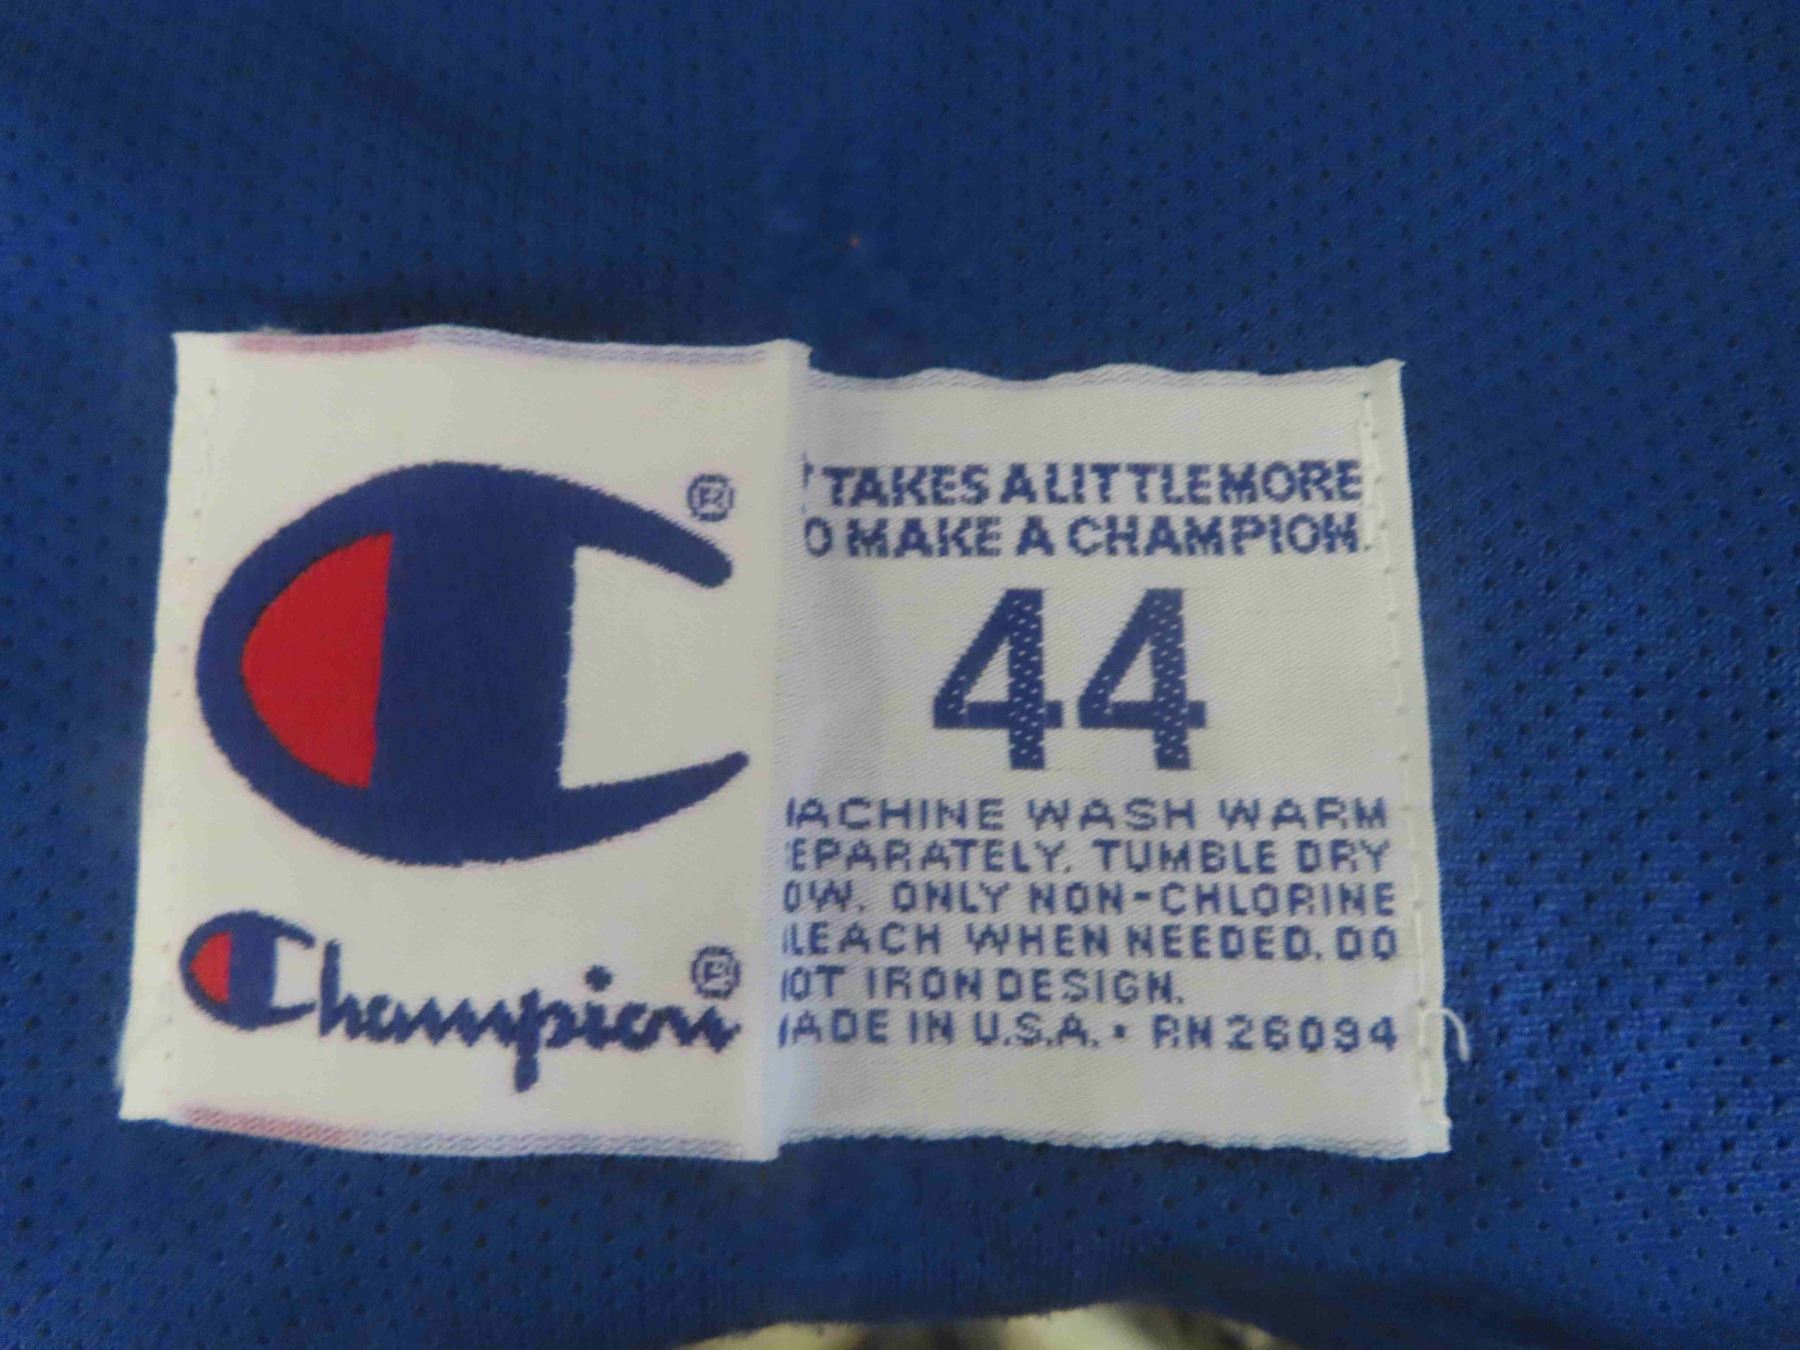 ®
Champion®
TAKES A LITTLE MORE
O MAKE A CHAMPION.
44
ACHINE WASH WARM
EPARATELY. TUMBLE DRY
OW. ONLY NON-CHLORINE
LEACH WHEN NEEDED. DO
OT IRON DESIGN.
ADE IN U.S.A. • RN 26094